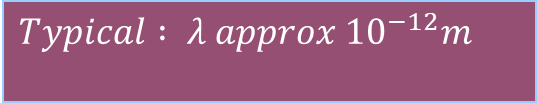 Typical : λ approx 10⁻¹²m